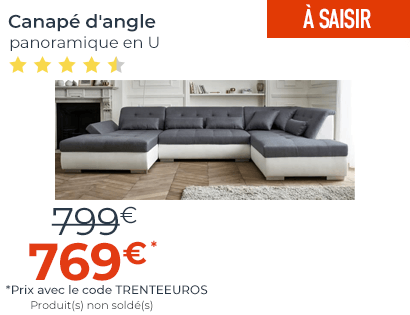 Canapé d'angle
À SAISIR
panoramique en U
799€
769€*
*Prix avec le code TRENTEEUROS
Produit(s) non soldé(s)